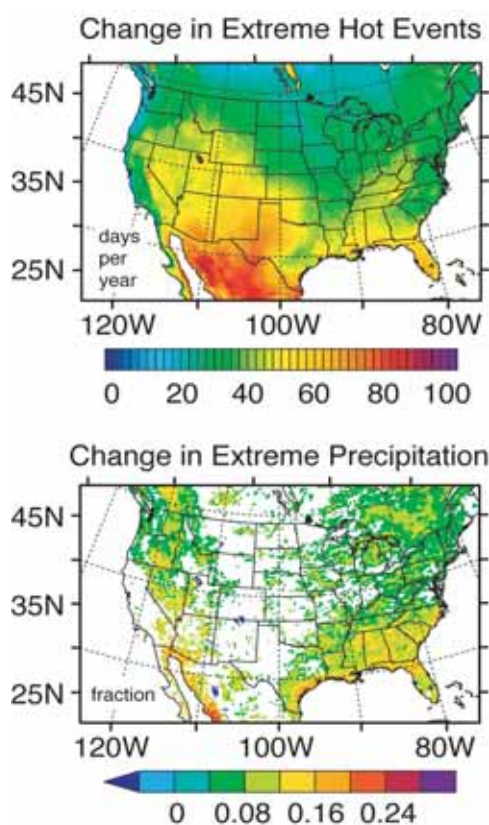 Change in Extreme Hot Events
45N
35N
25N
days
per
year
120W 100W 80W
0 20 40 60 80 100
Change in Extreme Precipitation
45N
35N
25N
fraction
120W 100W 80W
0 0.08 0.16 0.24